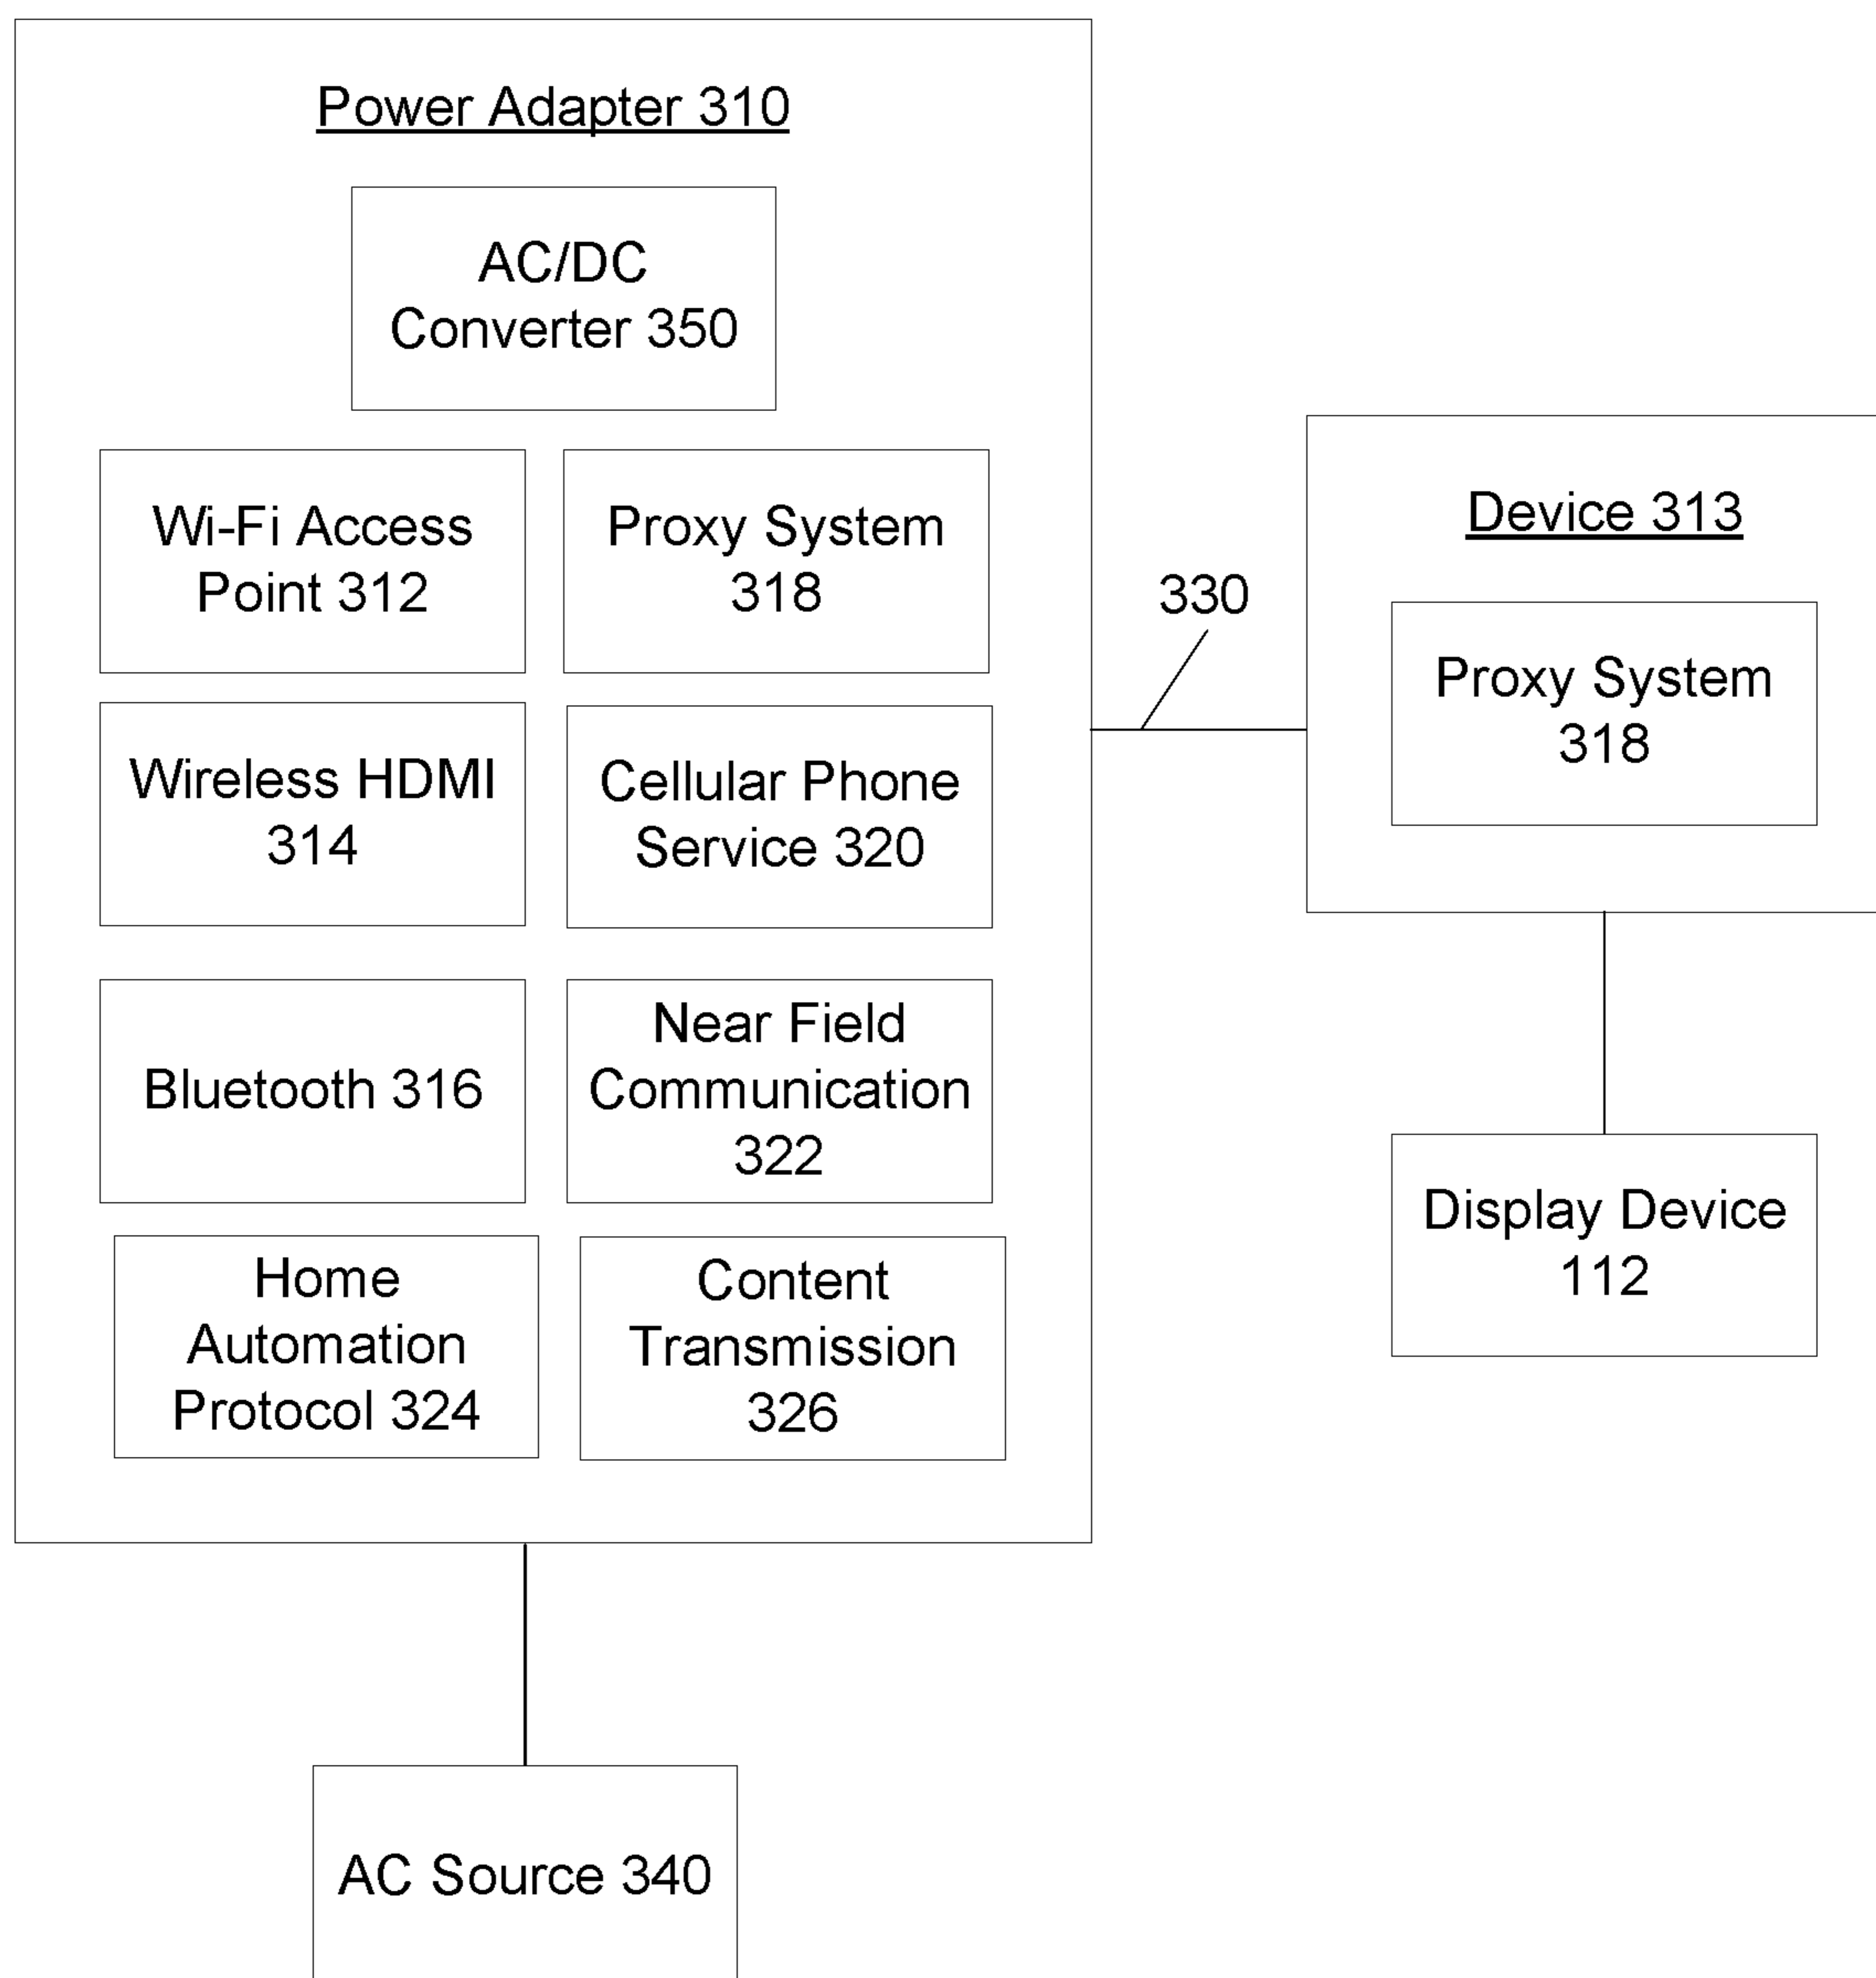 Power Adapter 310
AC/DC
Converter 350
Wi-Fi Access
Point 312
Proxy System
318
Wireless HDMI
314
Cellular Phone
Service 320
Bluetooth 316
Near Field
Communication
322
Home
Automation
Protocol 324
Content
Transmission
326
330
Device 313
Proxy System
318
Display Device
112
AC Source 340